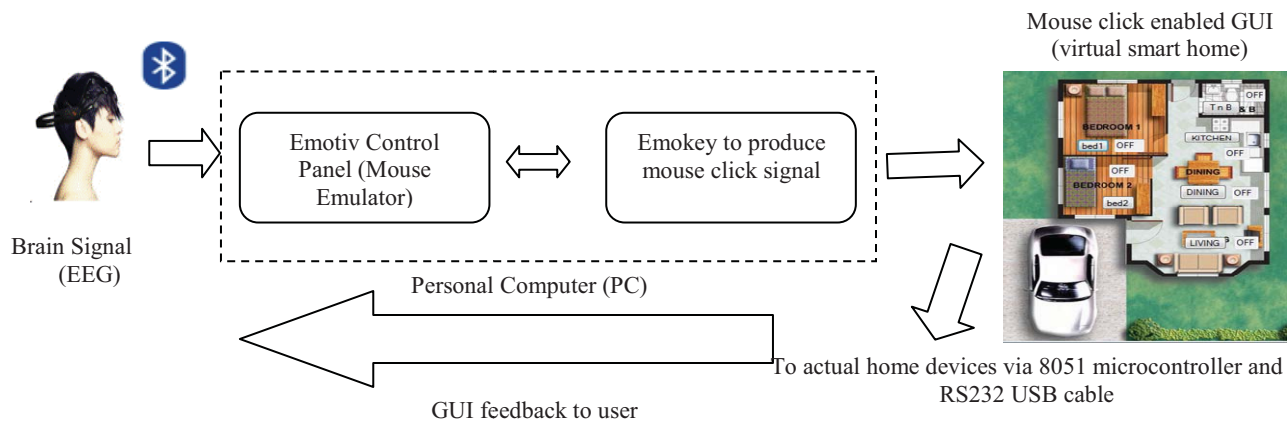 Mouse click enabled GUI
(virtual smart home)
Emotiv Control
Panel (Mouse
Emulator)
Emokey to produce
mouse click signal
Brain Signal
(EEG)
Personal Computer (PC)
OFF
T n B & B
BEDROOM 1
bed1 OFF
KITCHEN
OFF
OFF
BEDROOM 2
bed2
DINING
DINING OFF
LIVING OFF
To actual home devices via 8051 microcontroller and
RS232 USB cable
GUI feedback to user